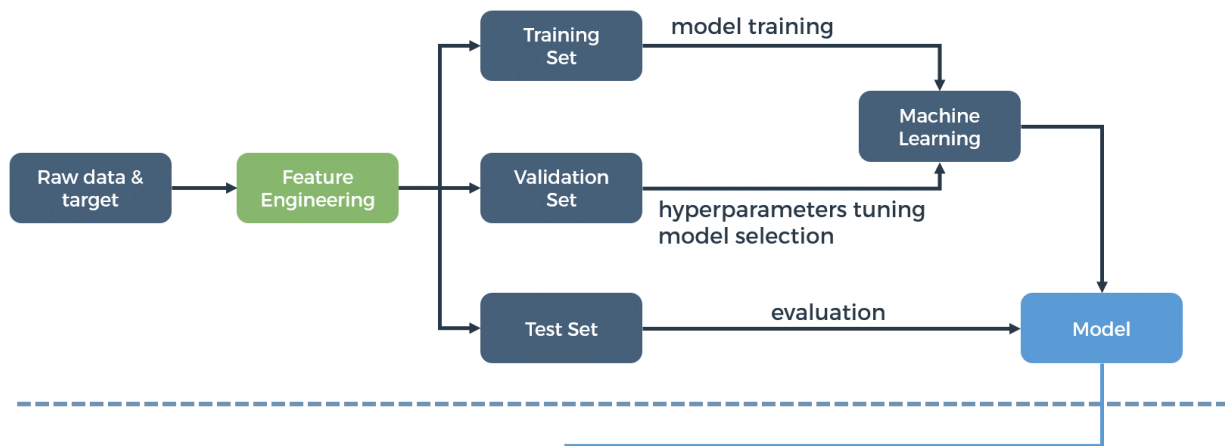 Training
Set
model training
Machine
Learning
Raw data &
target
Feature
Engineering
Validation
Set
hyperparameters tuning
model selection
Test Set
evaluation
Model